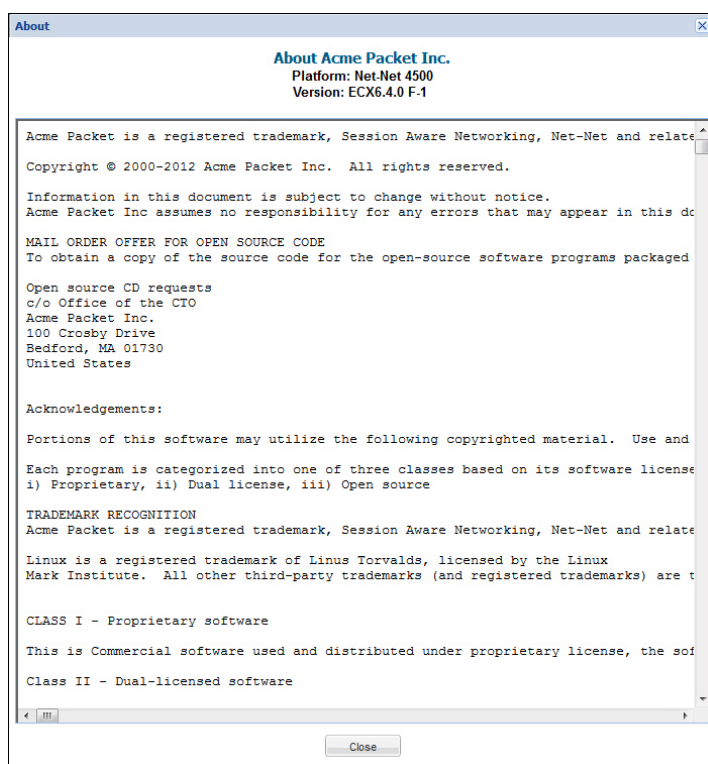 About
About Acme Packet Inc.
Platform: Net-Net 4500
Version: ECX6.4.0 F-1
Acme Packet is a registered trademark, Session Aware Networking, Net-Net and relate
Copyright © 2000-2012 Acme Packet Inc. All rights reserved.
Information in this document is subject to change without notice.
Acme Packet Inc assumes no responsibility for any errors that may appear in this do
MAIL ORDER OFFER FOR OPEN SOURCE CODE
To obtain a copy of the source code for the open-source software programs packaged
Open source CD requests
c/o Office of the CTO
Acme Packet Inc.
100 Crosby Drive
Bedford, MA 01730
United States
Acknowledgements:
Portions of this software may utilize the following copyrighted material. Use and
Each program is categorized into one of three classes based on its software license
i) Proprietary, ii) Dual license, iii) Open source
TRADEMARK RECOGNITION
Acme Packet is a registered trademark, Session Aware Networking, Net-Net and relate
Linux is a registered trademark of Linus Torvalds, licensed by the Linux
Mark Institute. All other third-party trademarks (and registered trademarks) are t
CLASS I - Proprietary software
This is Commercial software used and distributed under proprietary license, the sof
Class II - Dual-licensed software
Close